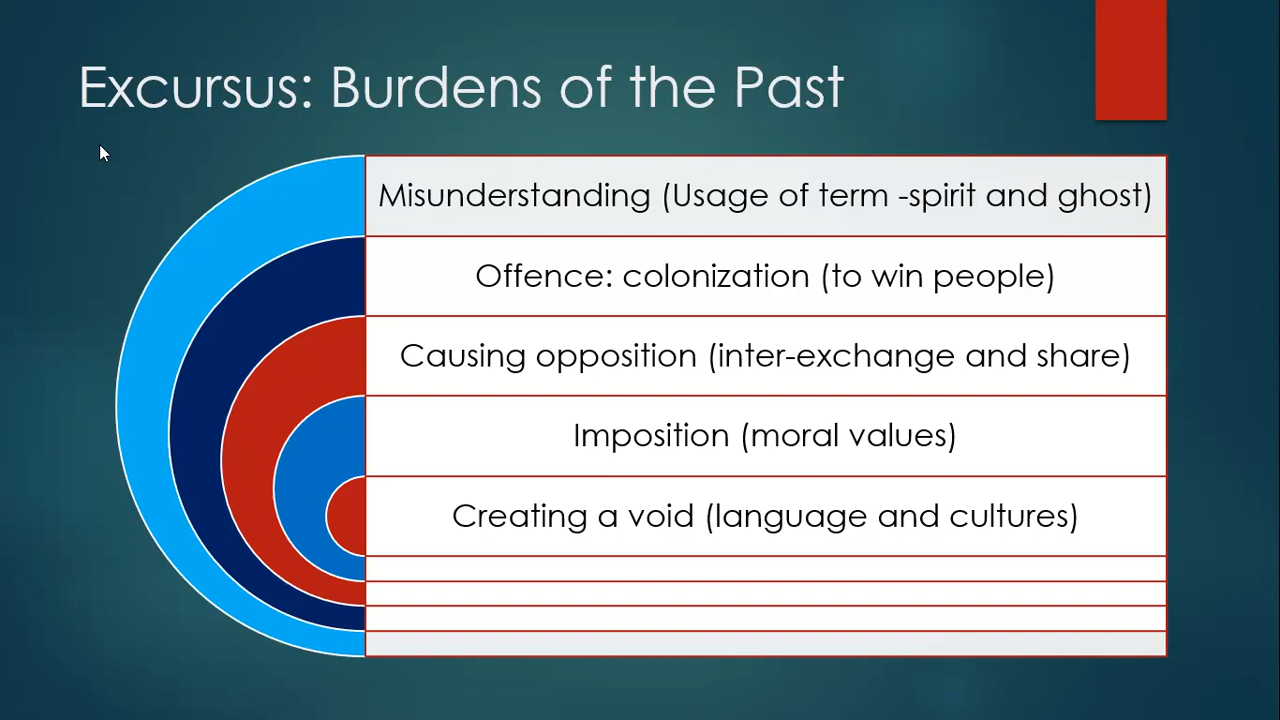 Excursus: Burdens of the Past
Misunderstanding (Usage of term -spirit and ghost)
Offence: colonization (to win people)
Causing opposition (inter-exchange and share)
Imposition (moral values)
Creating a void (language and cultures)